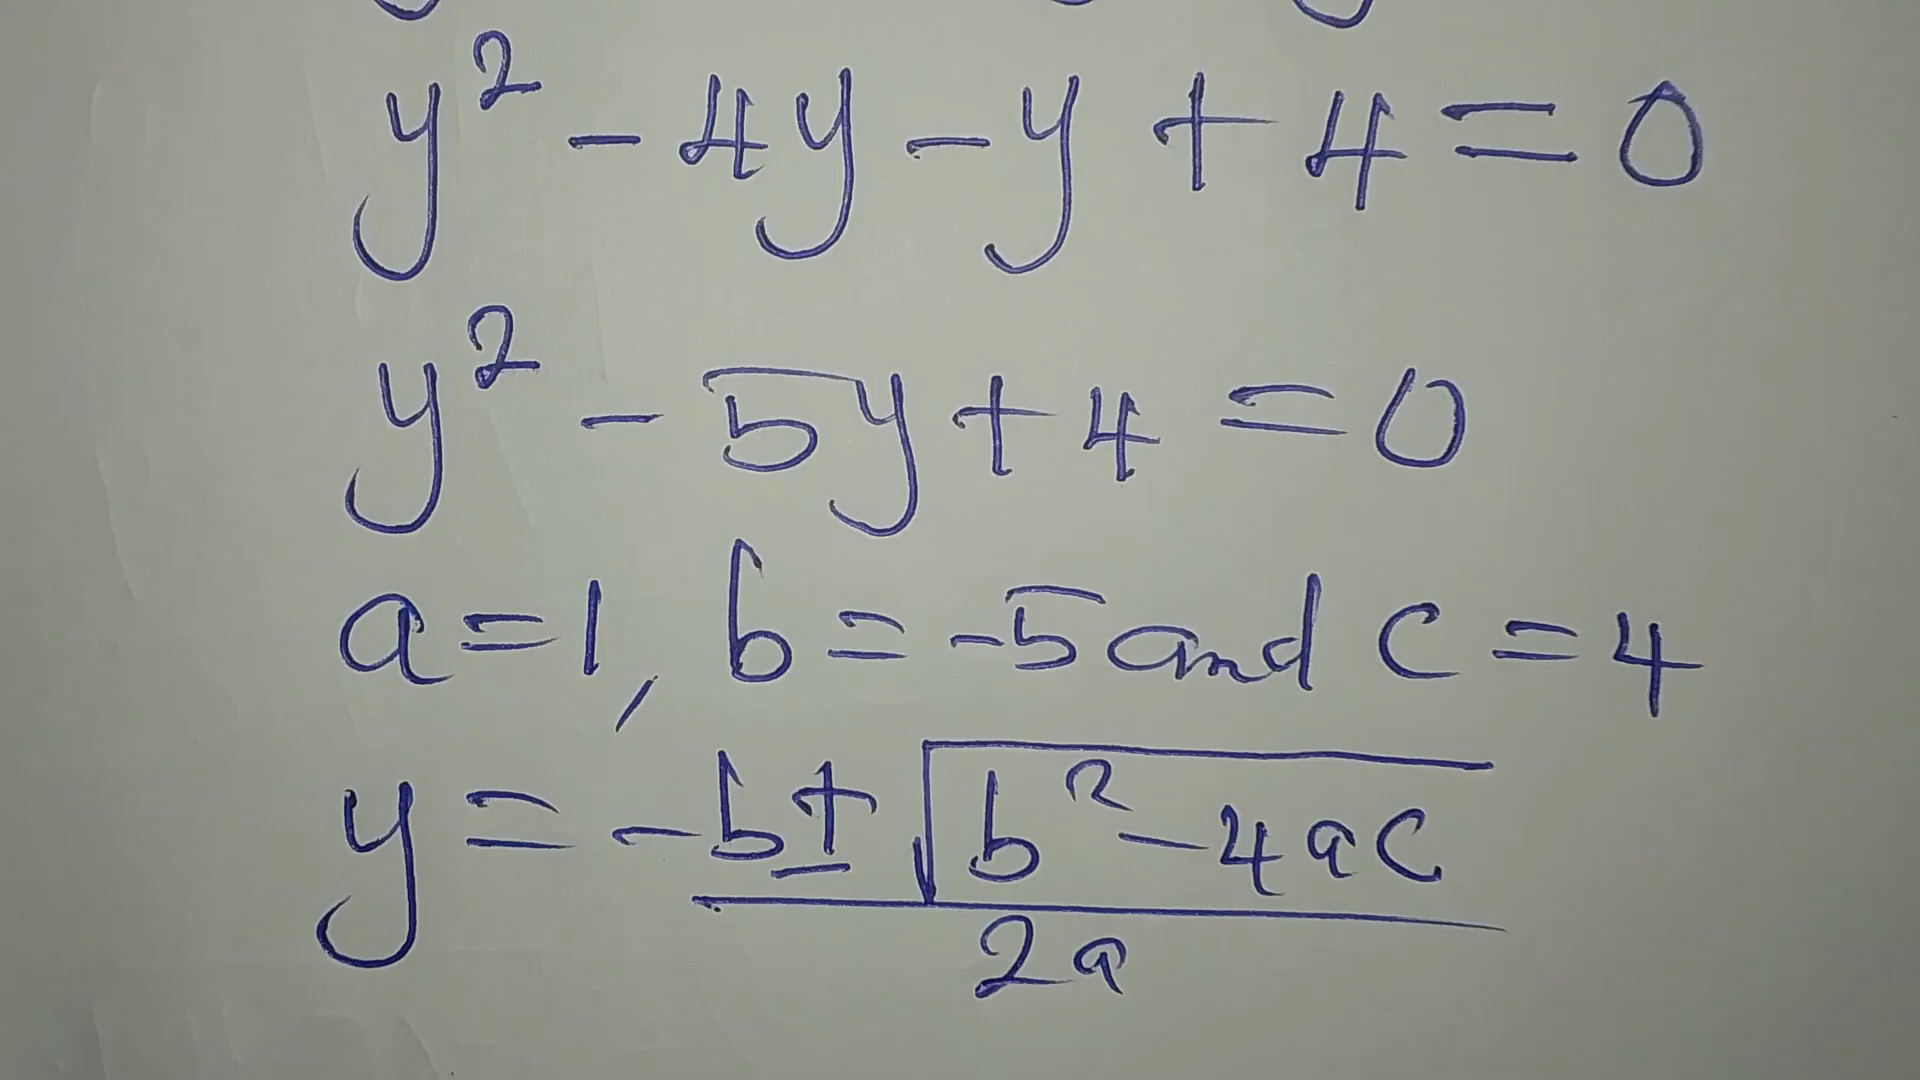 y² - 4y - y + 4 = 0
y² - 5y + 4 = 0
a = 1, b = -5 and c = 4
y = -b ± √(b² - 4ac)
2a